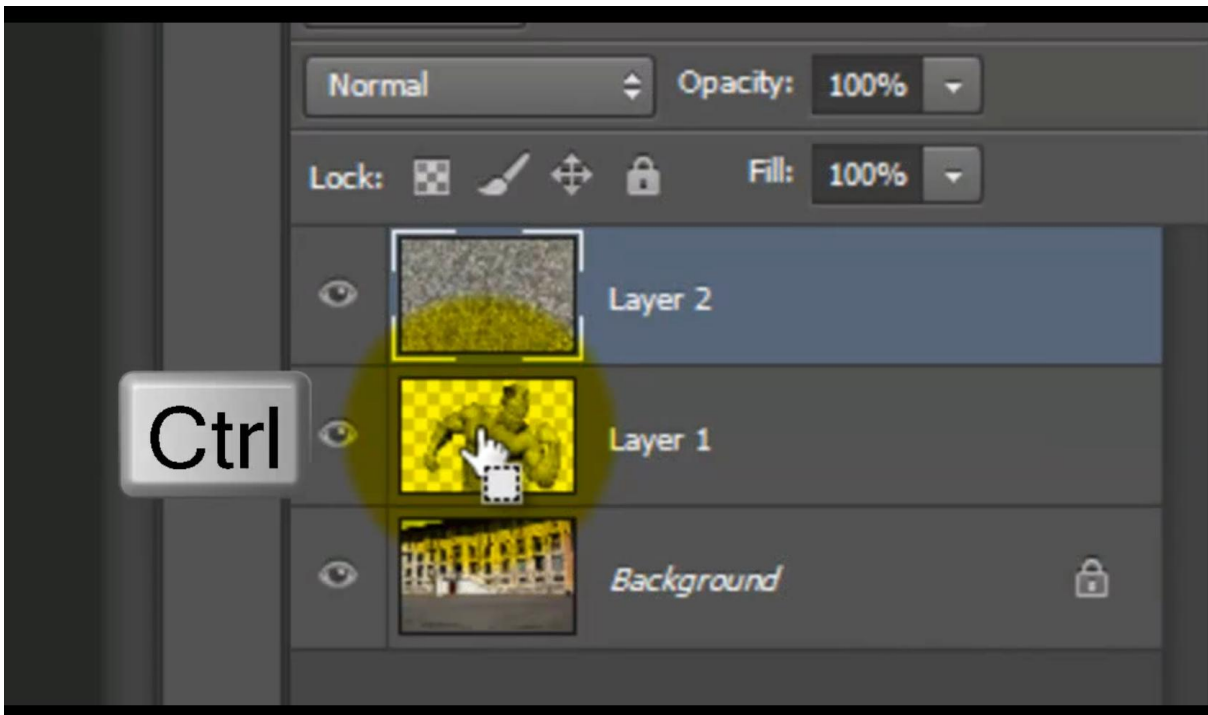 Normal Opacity: 100%
Lock: Fill: 100%
Layer 2
Ctrl Layer 1
Background